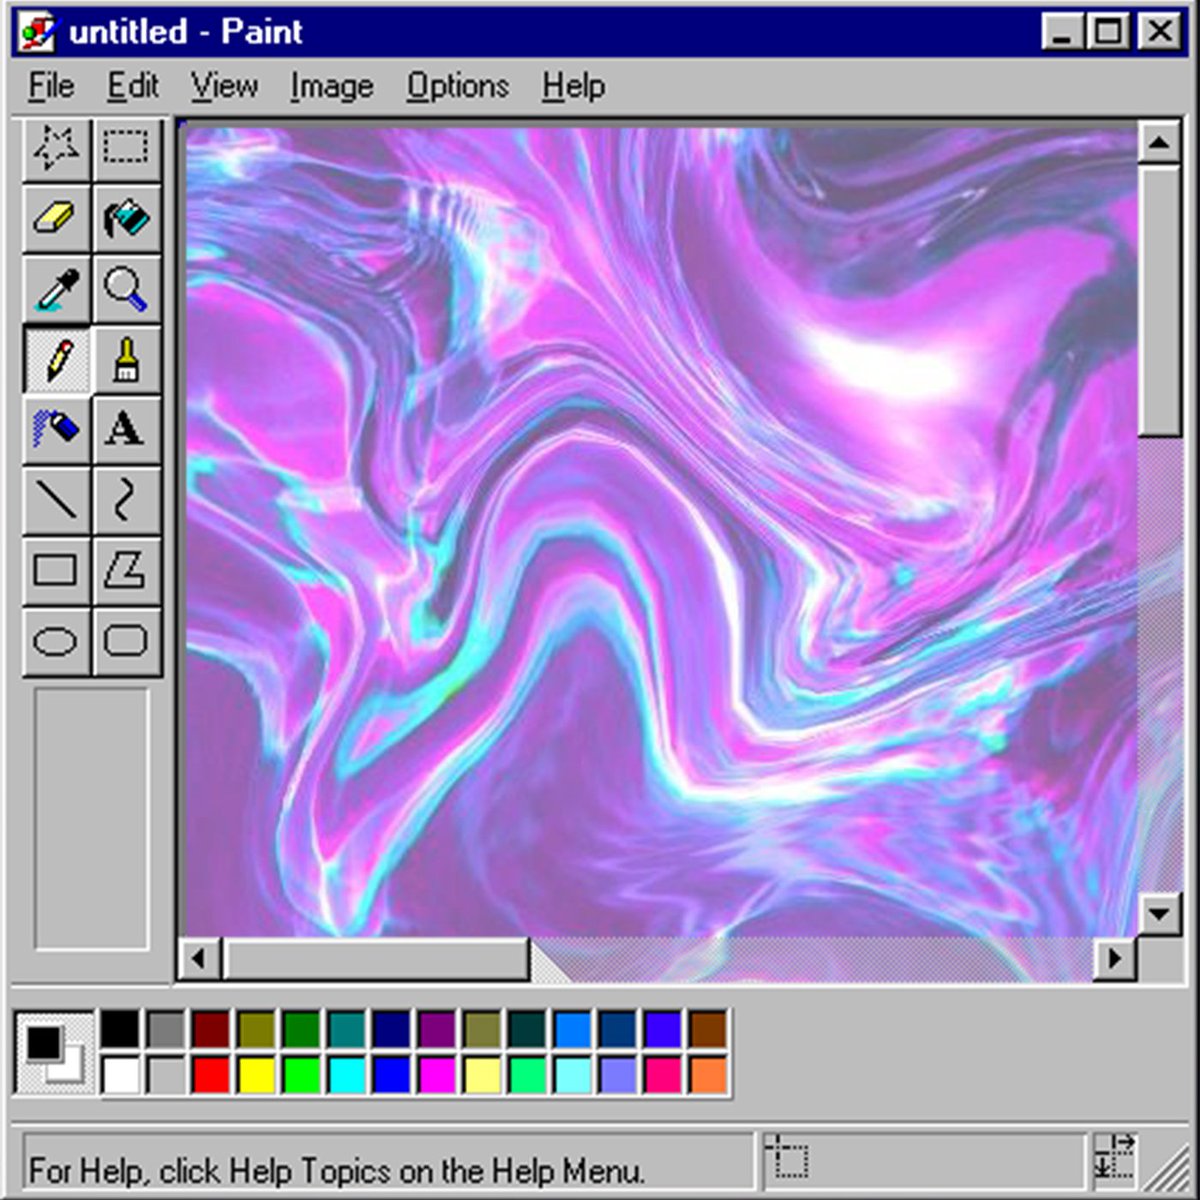 untitled - Paint
File Edit View Image Options Help
A
For Help, click Help Topics on the Help Menu.